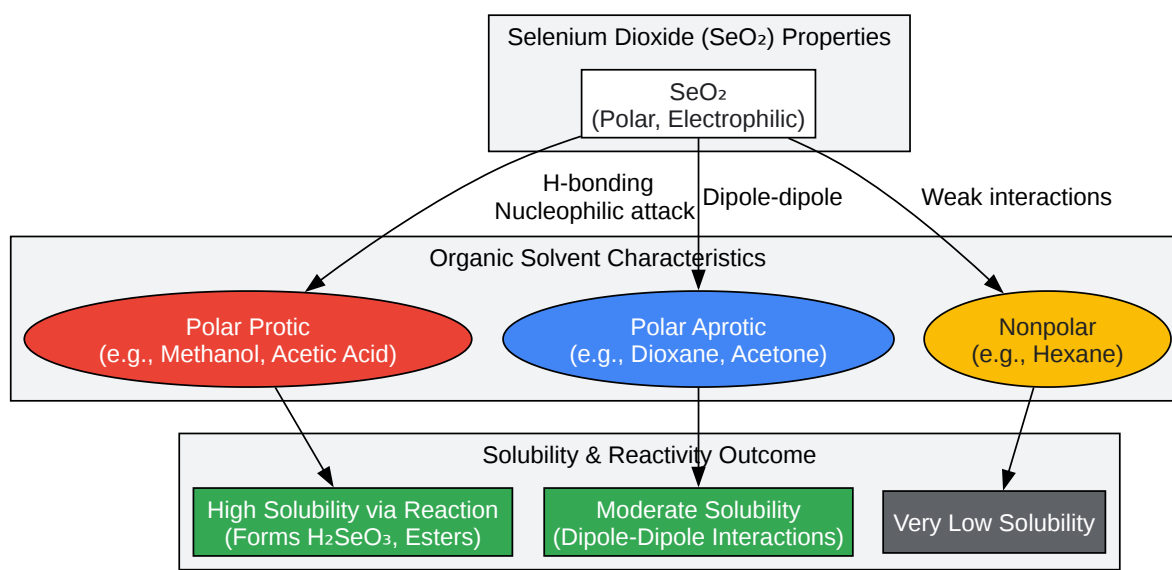 Selenium Dioxide (SeO₂) Properties
SeO₂
(Polar, Electrophilic)
H-bonding
Nucleophilic attack
Dipole-dipole
Weak interactions
Organic Solvent Characteristics
Polar Protic
(e.g., Methanol, Acetic Acid)
Polar Aprotic
(e.g., Dioxane, Acetone)
Nonpolar
(e.g., Hexane)
Solubility & Reactivity Outcome
High Solubility via Reaction
(Forms H₂SeO₃, Esters)
Moderate Solubility
(Dipole-Dipole Interactions)
Very Low Solubility